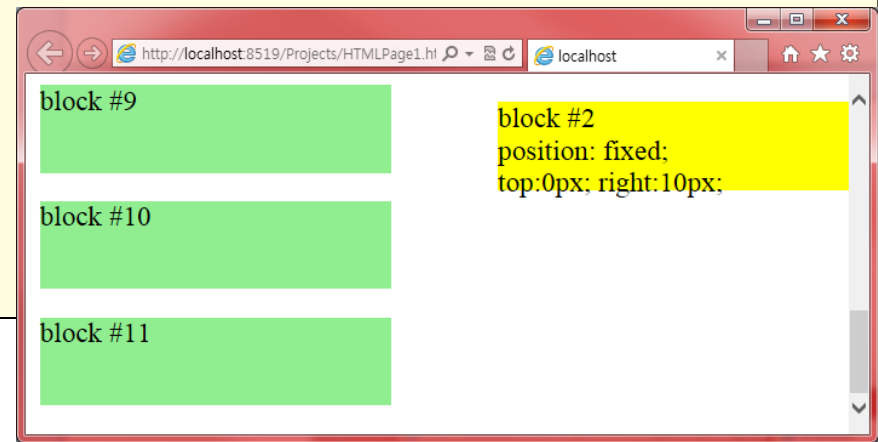 http://localhost:8519/Projects/HTMLPage1.ht
localhost
block #9
block #2
position: fixed;
top:0px; right:10px;
block #10
block #11